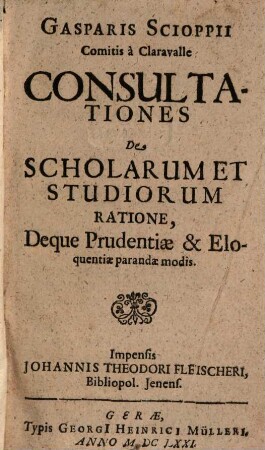 GASPARIS SCIOPPII
Comitis à Claravalle
CONSULTA-
TIONES
De
SCHOLARUM ET
STUDIORUM
RATIONE,
Deque Prudentiæ & Elo-
quentiæ parandæ modis.
Impensis
JOHANNIS THEODORI FLEISCHERI,
Bibliopol. Jenens.
GERÆ,
Typis GEORGI HEINRICI MÜLLERI,
ANNO M. DC LXXI.